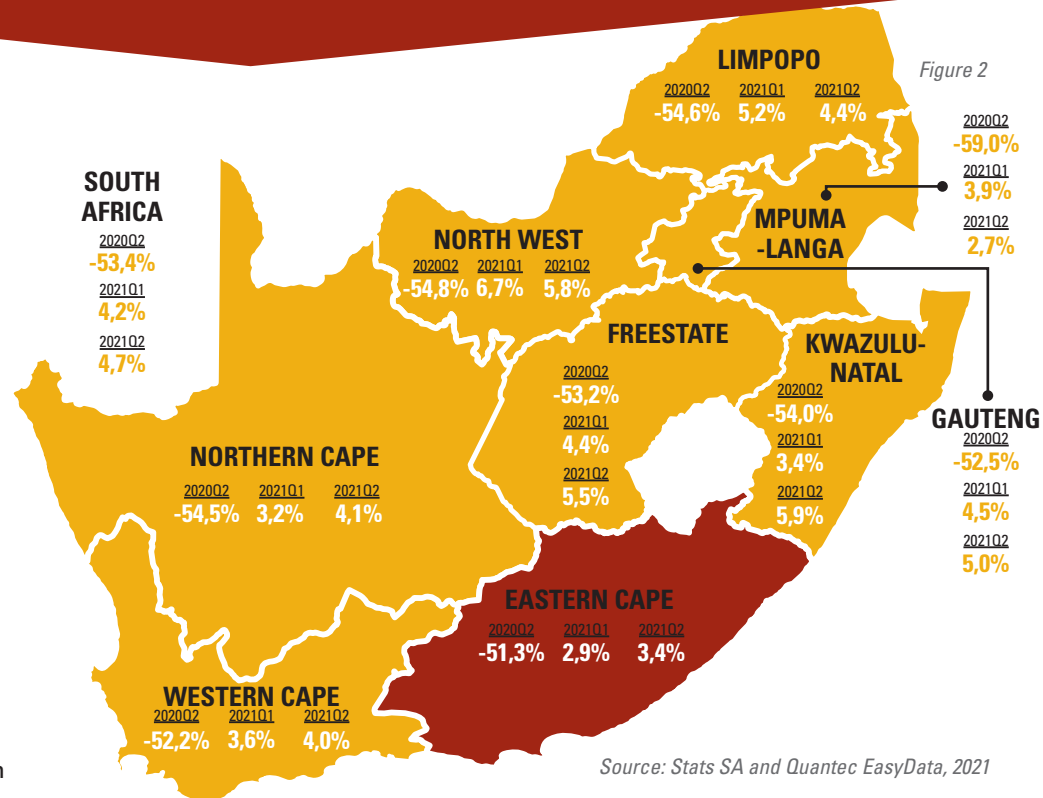 Figure 2
LIMPOPO
2020Q2 2021Q1 2021Q2
-54,6% 5,2% 4,4%
2020Q2
-59,0%
2021Q1
3,9%
2021Q2
2,7%
MPUMA
-LANGA
SOUTH
AFRICA
2020Q2
-53,4%
2021Q1
4,2%
2021Q2
4,7%
NORTH WEST
2020Q2 2021Q1 2021Q2
-54,8% 6,7% 5,8%
FREESTATE
2020Q2
-53,2%
2021Q1
4,4%
2021Q2
5,5%
KWAZULU-
NATAL
2020Q2
-54,0%
2021Q1
3,4%
2021Q2
5,9%
GAUTENG
2020Q2
-52,5%
2021Q1
4,5%
2021Q2
5,0%
NORTHERN CAPE
2020Q2 2021Q1 2021Q2
-54,5% 3,2% 4,1%
EASTERN CAPE
2020Q2 2021Q1 2021Q2
-51,3% 2,9% 3,4%
WESTERN CAPE
2020Q2 2021Q1 2021Q2
-52,2% 3,6% 4,0%
Source: Stats SA and Quantec EasyData, 2021